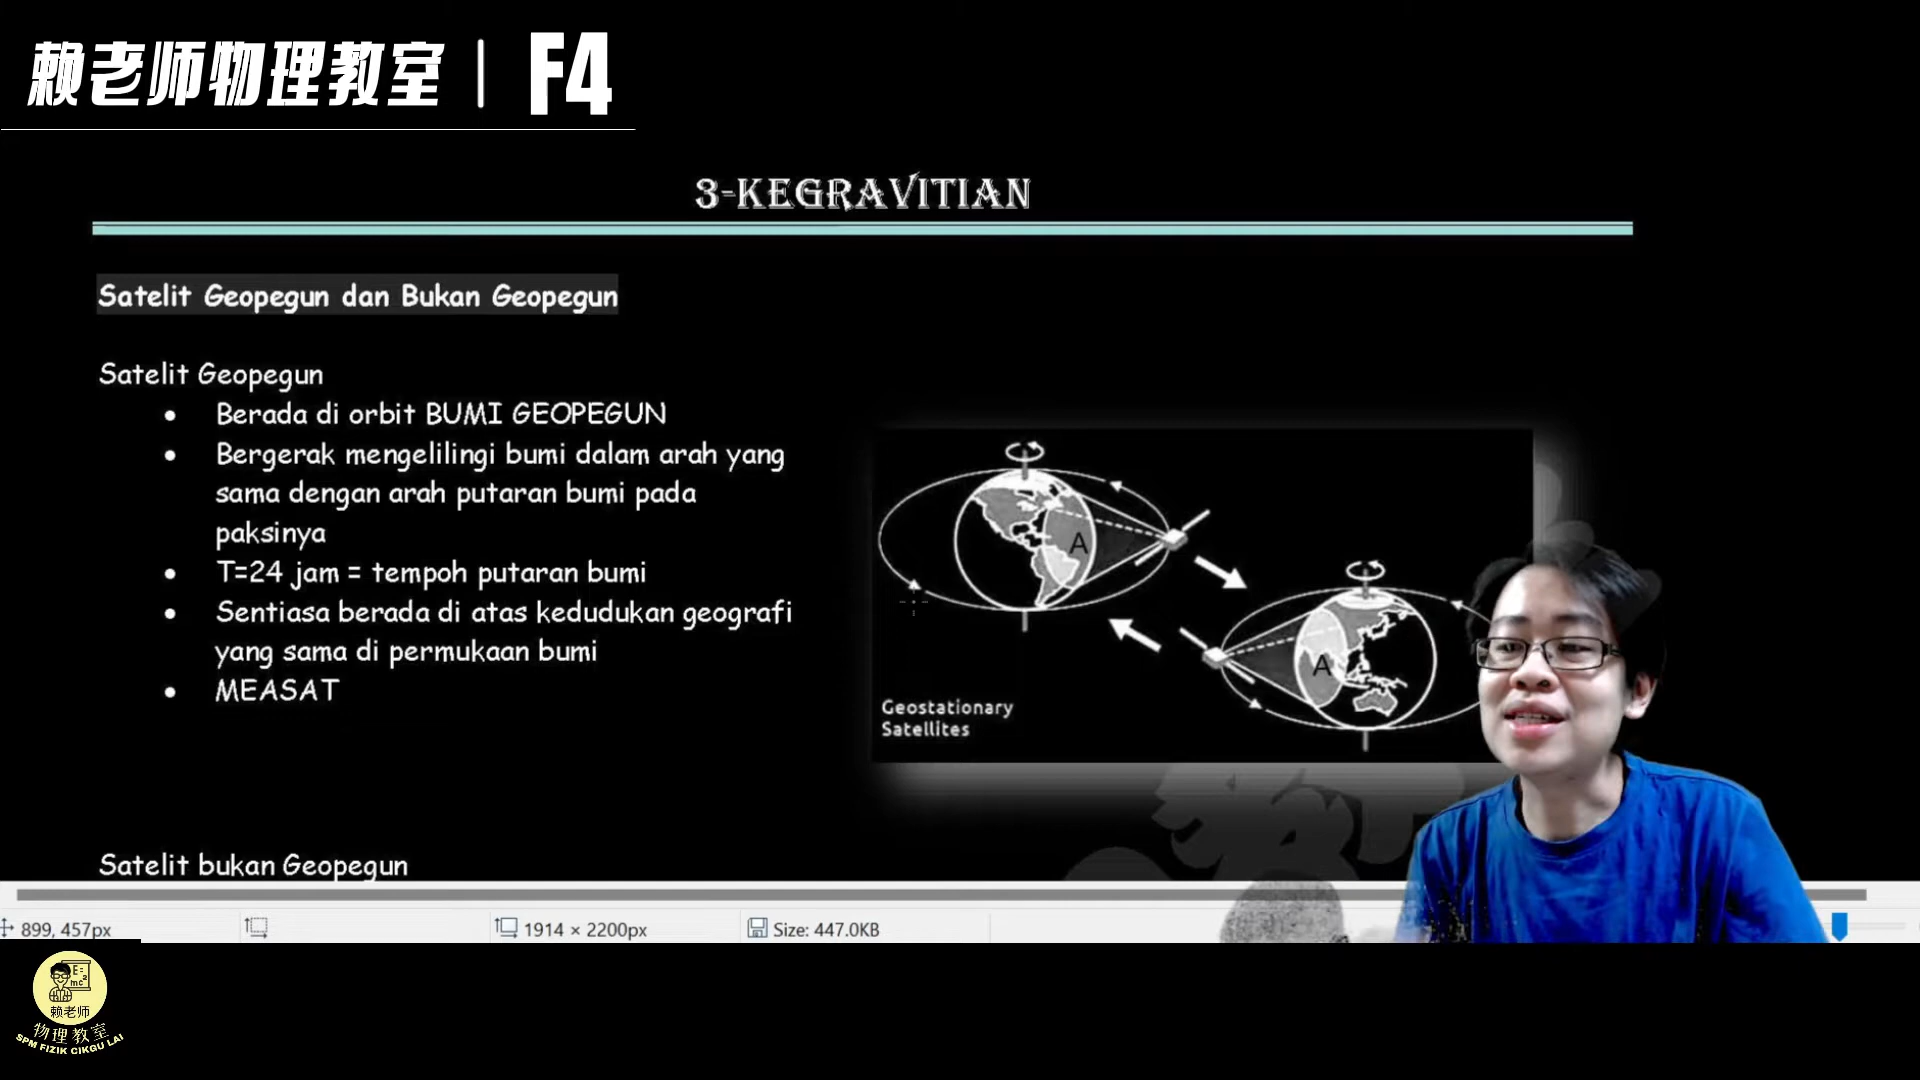 赖老师物理教室 | F4
3-KEGRAVITIAN
Satelit Geopegun dan Bukan Geopegun
Satelit Geopegun
• Berada di orbit BUMI GEOPEGUN
• Bergerak mengelilingi bumi dalam arah yang
sama dengan arah putaran bumi pada
paksinya
• T=24 jam = tempoh putaran bumi
• Sentiasa berada di atas kedudukan geografi
yang sama di permukaan bumi
• MEASAT
A
A
Geostationary
Satellites
Satelit bukan Geopegun
899, 457px
1914 × 2200px
Size: 447.0KB
E=
mc²
赖老师
物理教室
SPM FIZIK CIKGU LAI